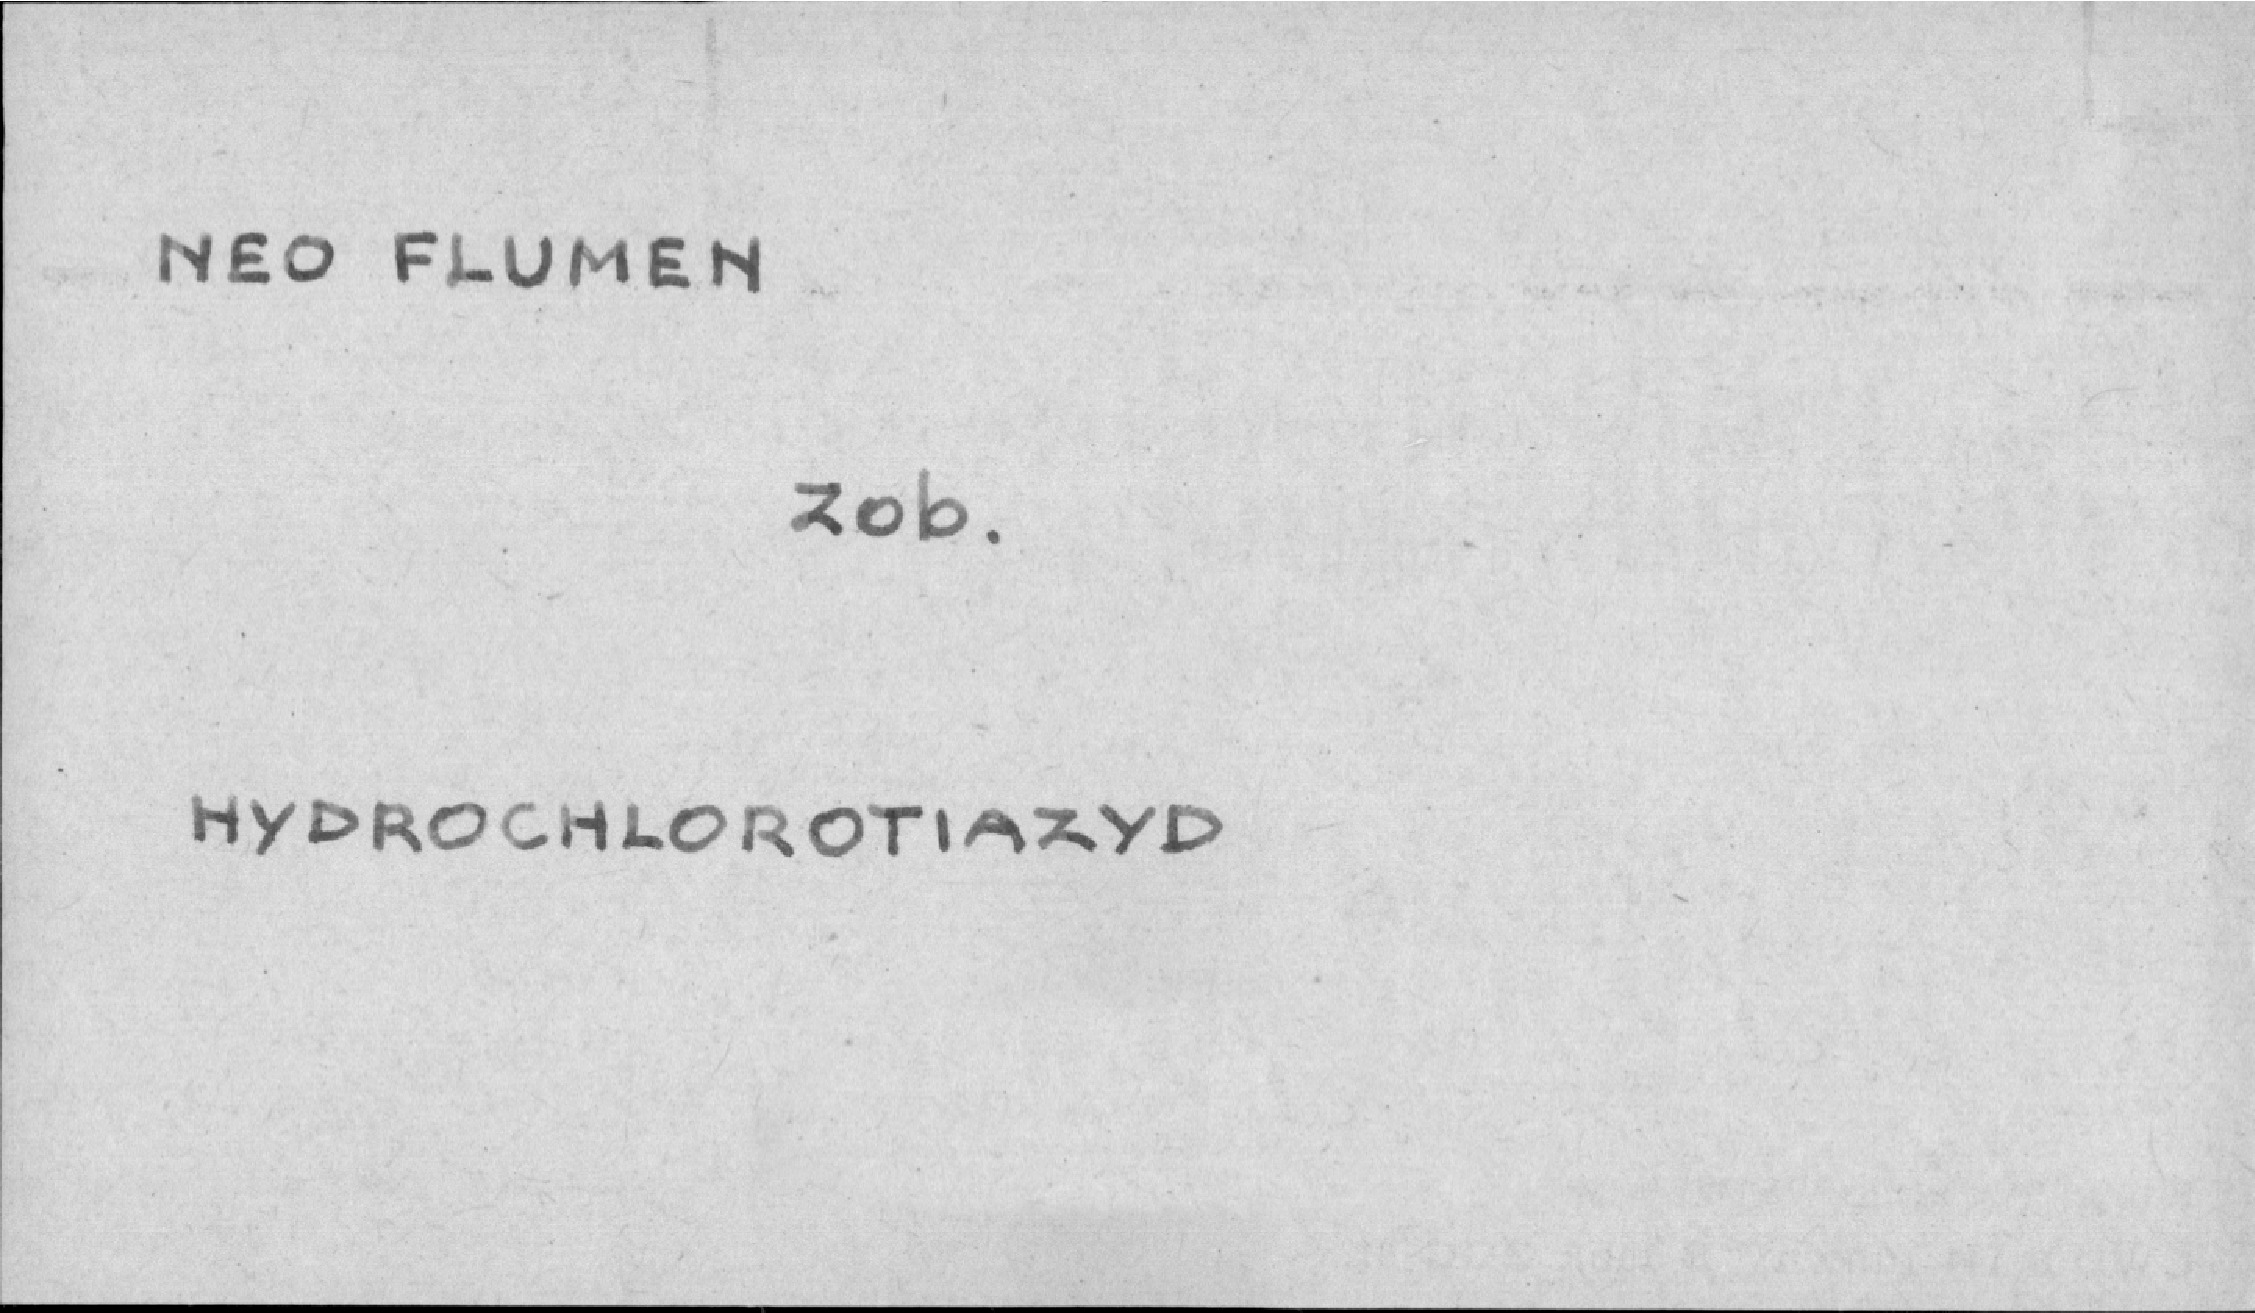 NEO FLUMEN
zob.
HYDROCHLOROTIAZYD